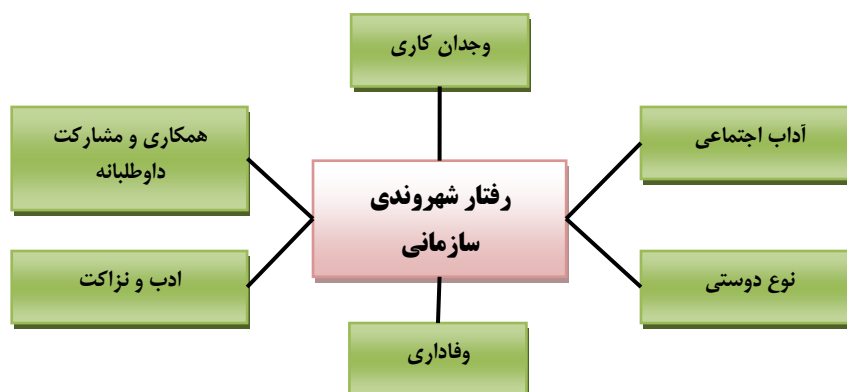 وجدان کاری
آداب اجتماعی
همکاری و مشارکت
داوطلبانه
رفتار شهروندی
سازمانی
نوع دوستی
ادب و نزاکت
وفاداری